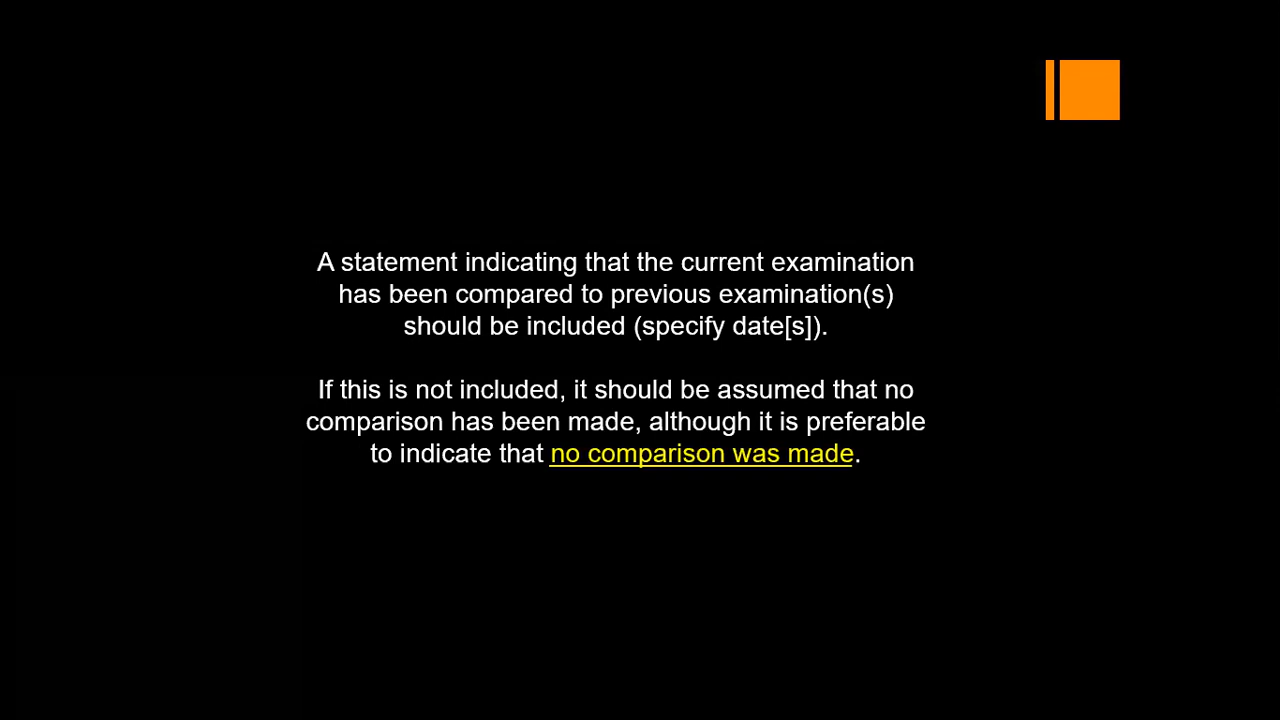 A statement indicating that the current examination
has been compared to previous examination(s)
should be included (specify date[s]).
If this is not included, it should be assumed that no
comparison has been made, although it is preferable
to indicate that no comparison was made.